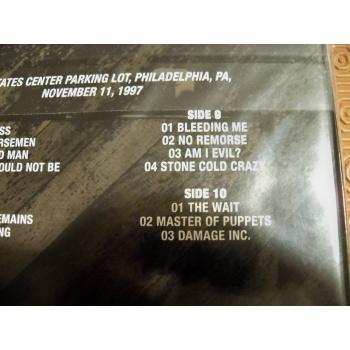 ATES CENTER PARKING LOT, PHILADELPHIA, PA,
NOVEMBER 11, 1997
SS
RSEMEN
D MAN
OULD NOT BE
EMAINS
NG
SIDE 9
01 BLEEDING ME
02 NO REMORSE
03 AM I EVIL?
04 STONE COLD CRAZY
SIDE 10
01 THE WAIT
02 MASTER OF PUPPETS
03 DAMAGE INC.